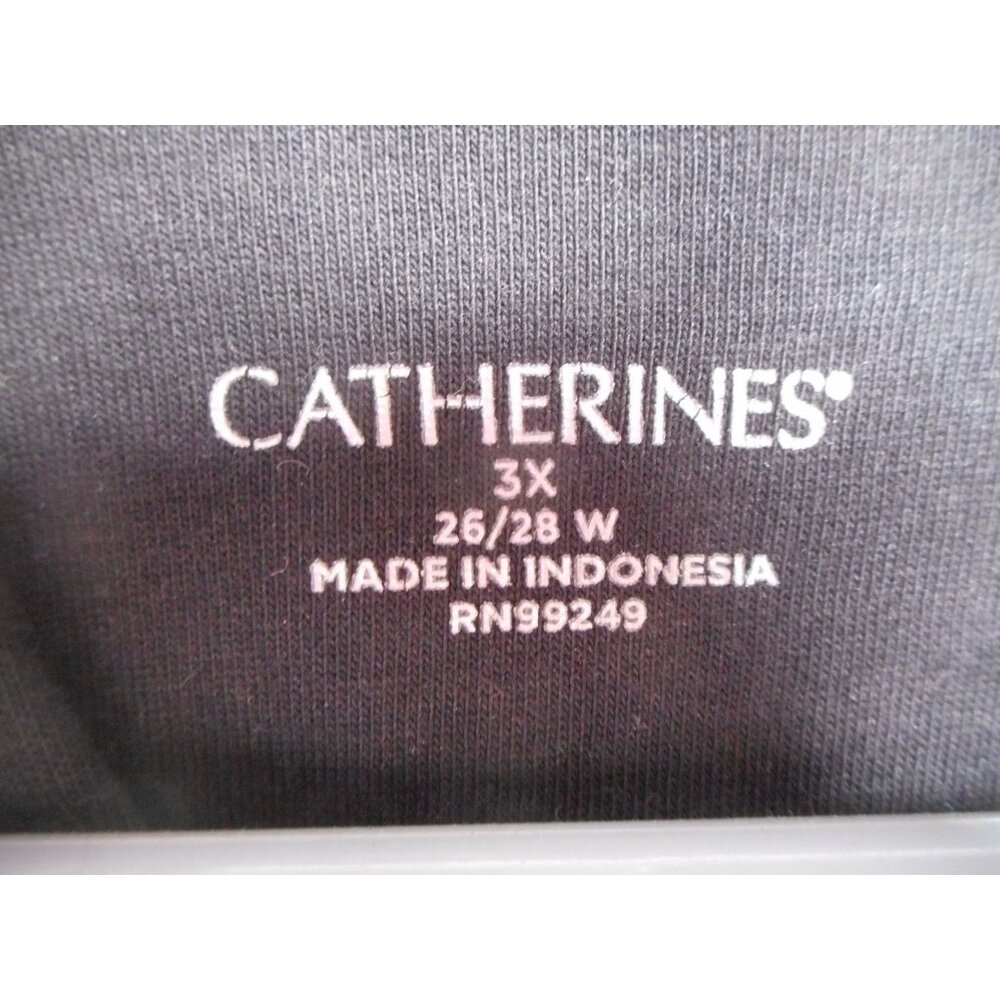 CATHERINES®
3X
26/28 W
MADE IN INDONESIA
RN99249